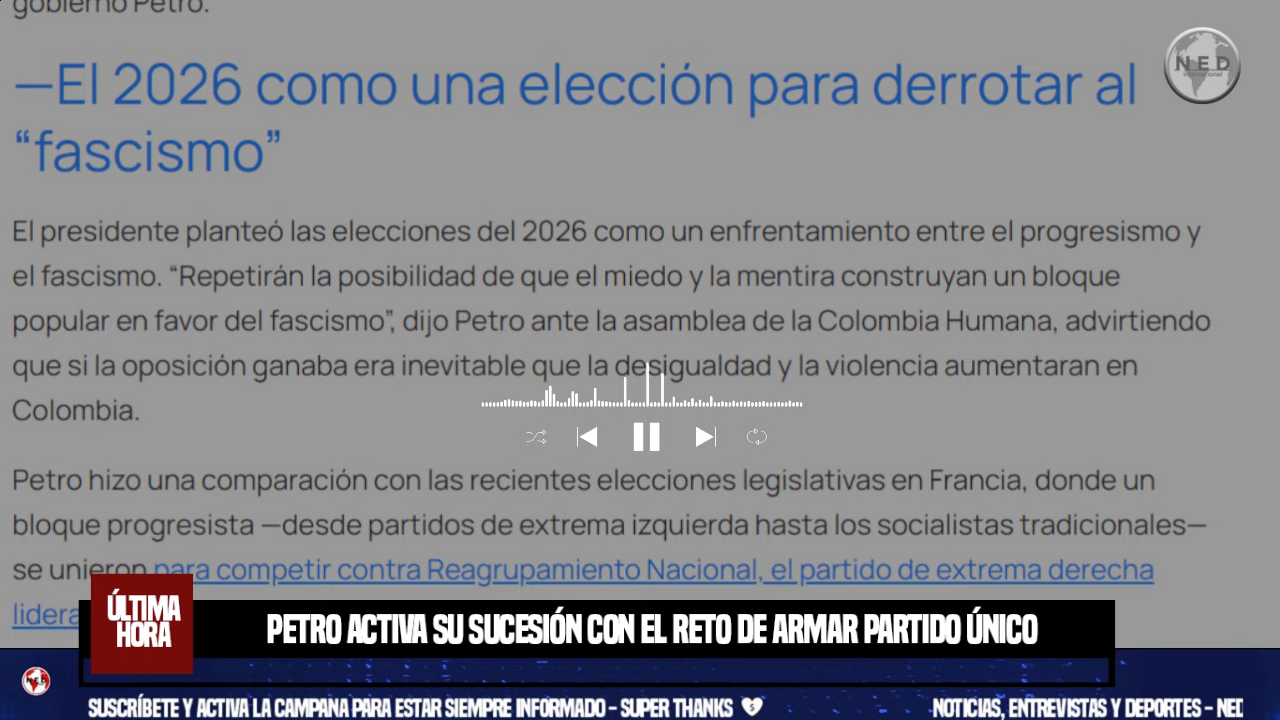 gobierno Petro.
—El 2026 como una elección para derrotar al
“fascismo”
El presidente planteó las elecciones del 2026 como un enfrentamiento entre el progresismo y
el fascismo. “Repetirán la posibilidad de que el miedo y la mentira construyan un bloque
popular en favor del fascismo”, dijo Petro ante la asamblea de la Colombia Humana, advirtiendo
que si la oposición ganaba era inevitable que la desigualdad y la violencia aumentaran en
Colombia.
Petro hizo una comparación con las recientes elecciones legislativas en Francia, donde un
bloque progresista —desde partidos de extrema izquierda hasta los socialistas tradicionales—
se unieron para competir contra Reagrupamiento Nacional, el partido de extrema derecha
NED
internacional
ÚLTIMA
HORA
PETRO ACTIVA SU SUCESIÓN CON EL RETO DE ARMAR PARTIDO ÚNICO
NED
SUSCRÍBETE Y ACTIVA LA CAMPANA PARA ESTAR SIEMPRE INFORMADO - SUPER THANKS NOTICIAS, ENTREVISTAS Y DEPORTES - NED